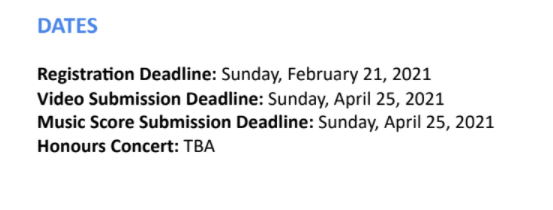 DATES
Registration Deadline: Sunday, February 21, 2021
Video Submission Deadline: Sunday, April 25, 2021
Music Score Submission Deadline: Sunday, April 25, 2021
Honours Concert: TBA